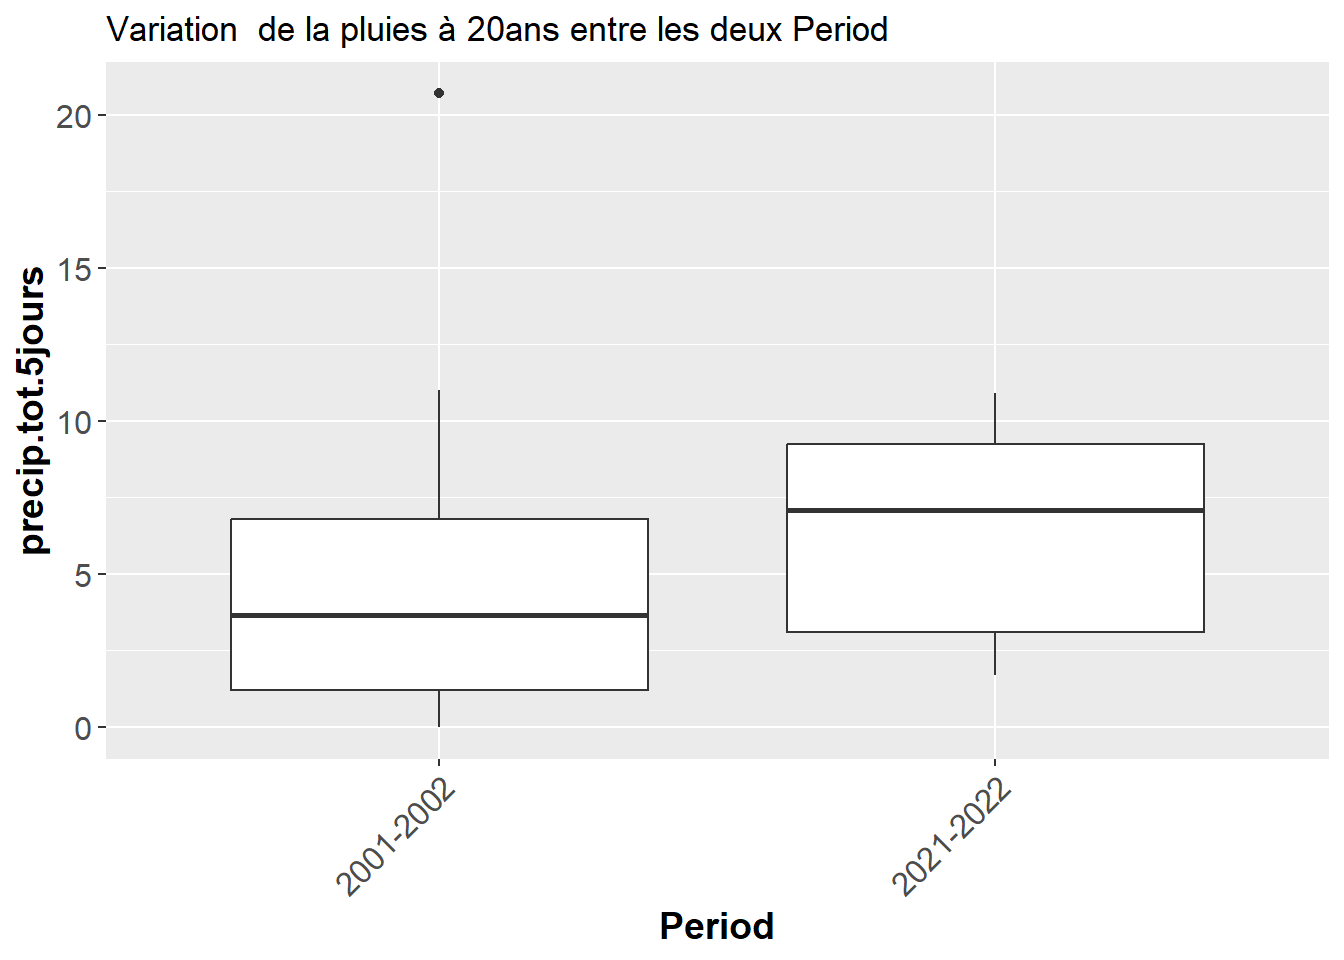 Variation  de la pluies à 20ans entre les deux Period
precip.tot.5jours
20
15
10
5
0
2001-2002
2021-2022
Period